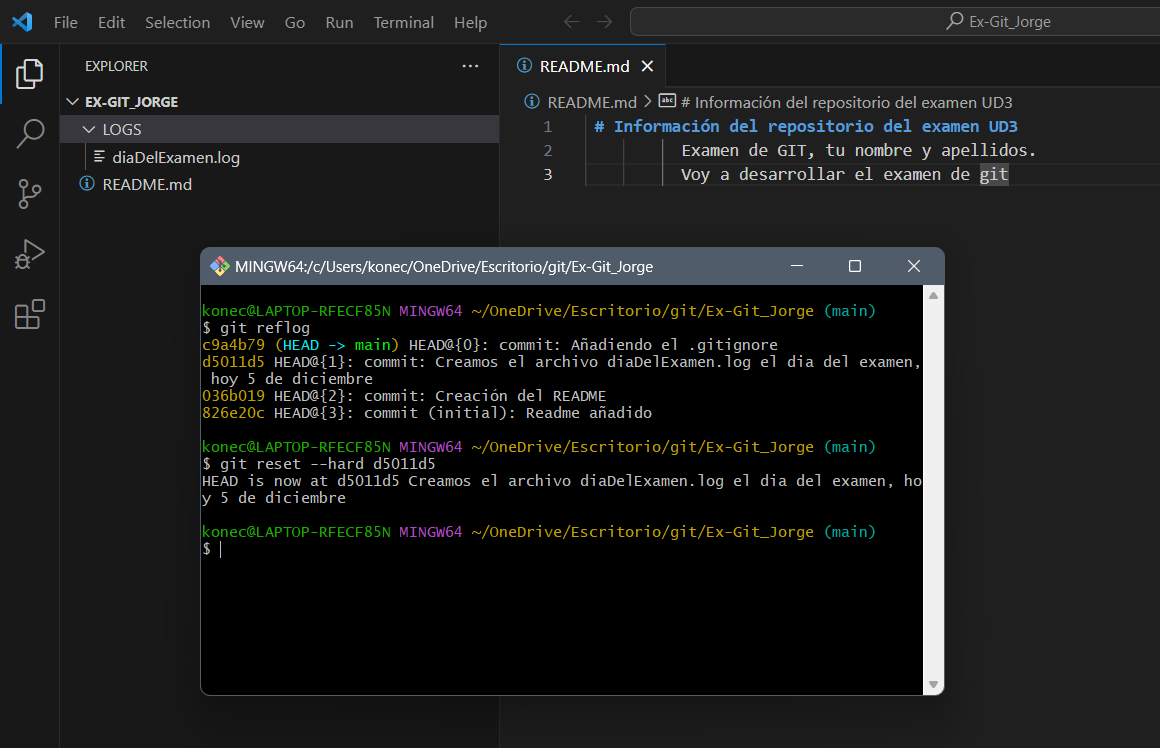 File Edit Selection View Go Run Terminal Help Ex-Git_Jorge
EXPLORER
EX-GIT_JORGE
LOGS
diaDelExamen.log
README.md
README.md
README.md > # Información del repositorio del examen UD3
1 # Información del repositorio del examen UD3
2 Examen de GIT, tu nombre y apellidos.
3 Voy a desarrollar el examen de git
MINGW64:/c/Users/konec/OneDrive/Escritorio/git/Ex-Git_Jorge
konec@LAPTOP-RFECF85N MINGW64 ~/OneDrive/Escritorio/git/Ex-Git_Jorge (main)
$ git reflog
c9a4b79 (HEAD -> main) HEAD@{0}: commit: Añadiendo el .gitignore
d5011d5 HEAD@{1}: commit: Creamos el archivo diaDelExamen.log el dia del examen,
hoy 5 de diciembre
036b019 HEAD@{2}: commit: Creación del README
826e20c HEAD@{3}: commit (initial): Readme añadido
konec@LAPTOP-RFECF85N MINGW64 ~/OneDrive/Escritorio/git/Ex-Git_Jorge (main)
$ git reset --hard d5011d5
HEAD is now at d5011d5 Creamos el archivo diaDelExamen.log el dia del examen, ho
y 5 de diciembre
konec@LAPTOP-RFECF85N MINGW64 ~/OneDrive/Escritorio/git/Ex-Git_Jorge (main)
$